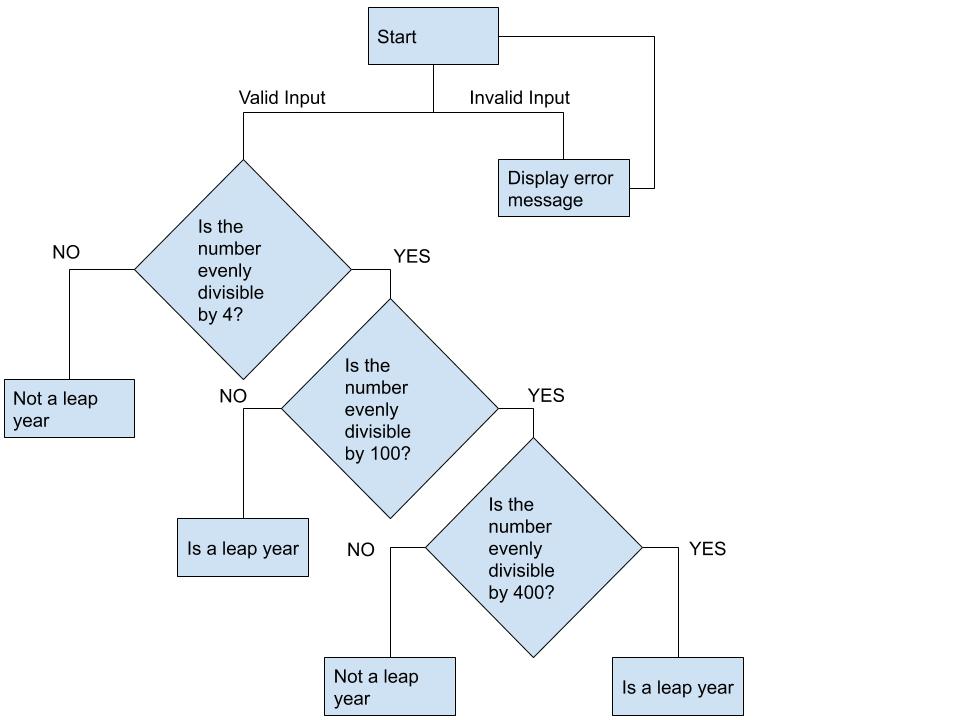 Start
Valid Input
Invalid Input
Display error
message
Is the
number
evenly
divisible
by 4?
NO
YES
Not a leap
year
Is the
number
evenly
divisible
by 100?
NO
YES
Is a leap year
Is the
number
evenly
divisible
by 400?
NO
YES
Not a leap
year
Is a leap year